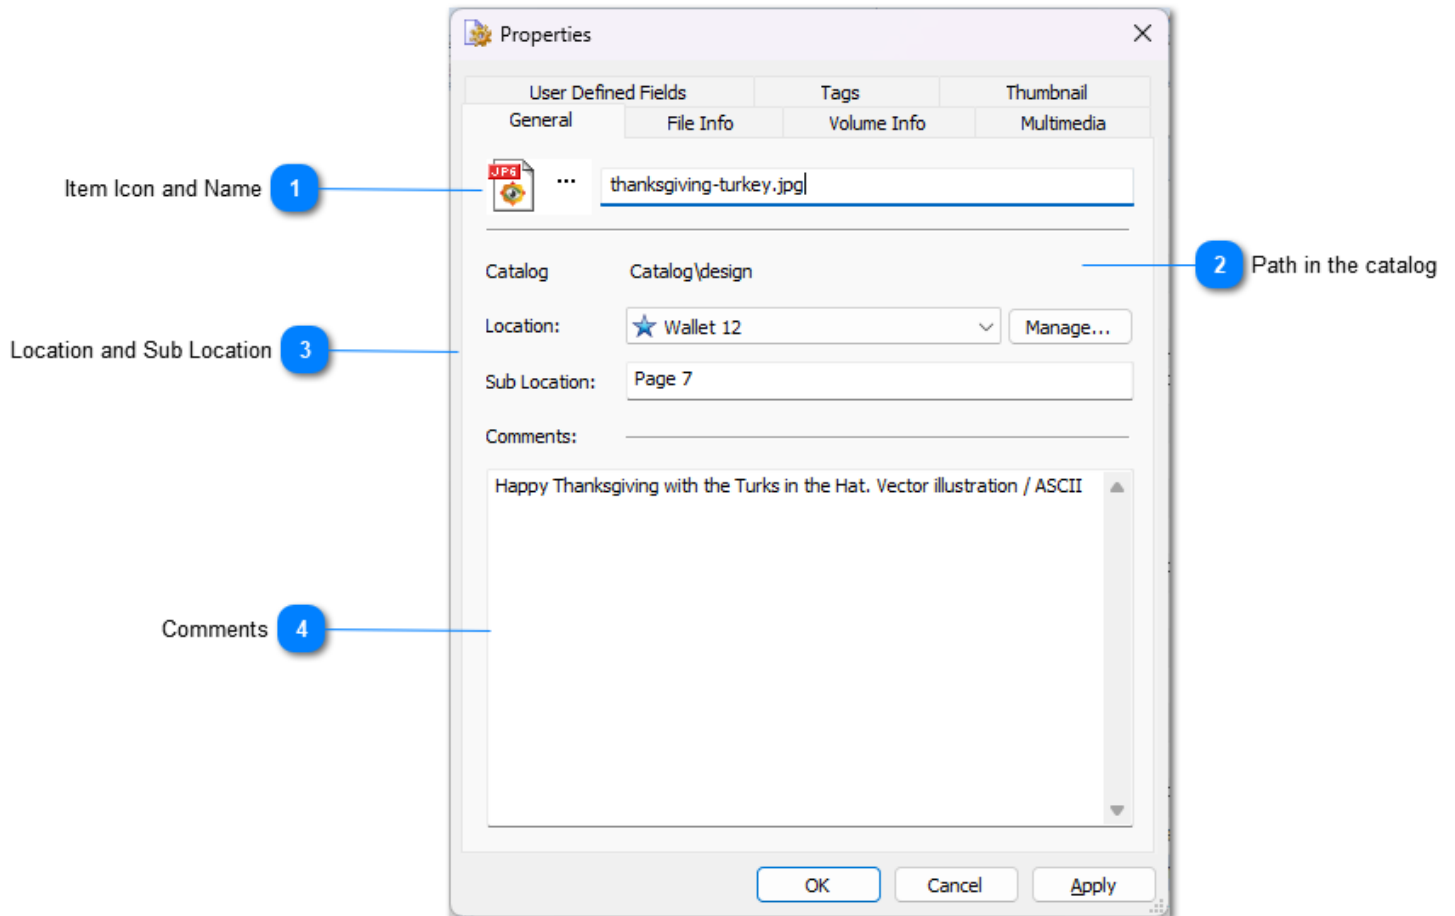 Properties
User Defined Fields Tags Thumbnail
General File Info Volume Info Multimedia
Item Icon and Name 1
JPG ... thanksgiving-turkey.jpg
Catalog Catalog\design
2 Path in the catalog
Location: Wallet 12 Manage...
Location and Sub Location 3
Sub Location: Page 7
Comments:
Happy Thanksgiving with the Turks in the Hat. Vector illustration / ASCII
Comments 4
OK Cancel Apply